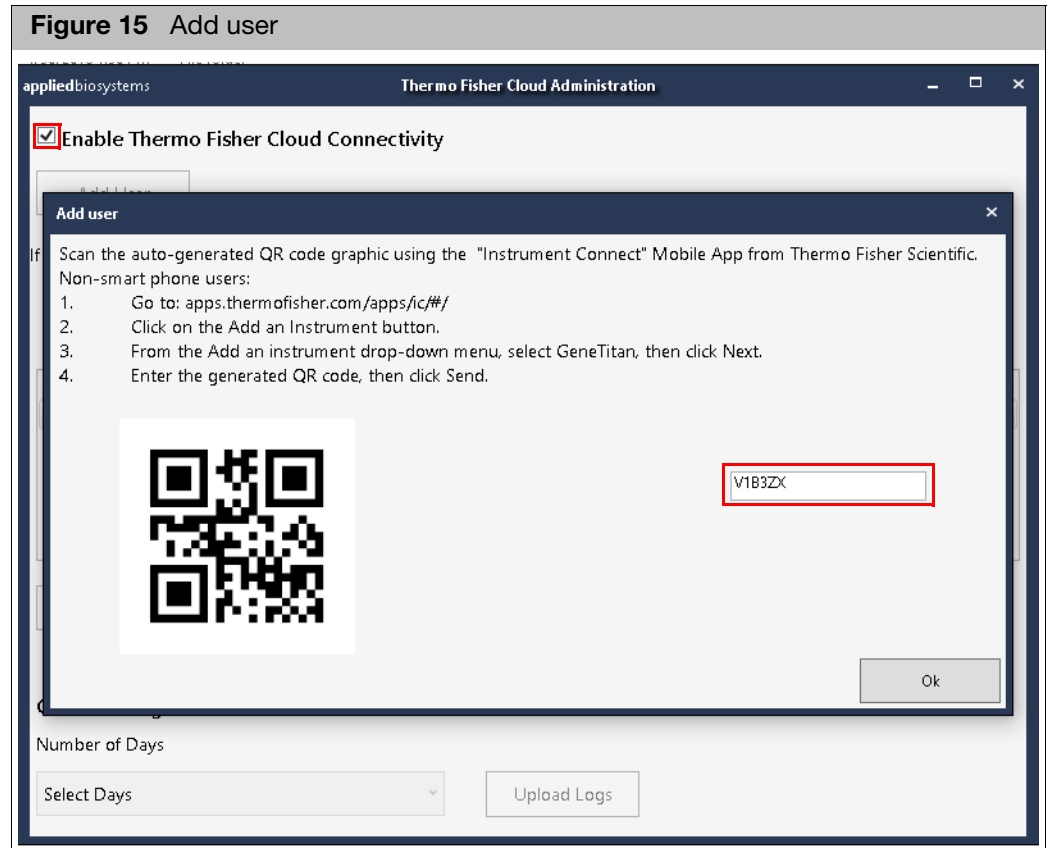 Figure 15 Add user
appliedbiosystems Thermo Fisher Cloud Administration
Enable Thermo Fisher Cloud Connectivity
Add User
Add user
If
Scan the auto-generated QR code graphic using the "Instrument Connect" Mobile App from Thermo Fisher Scientific.
Non-smart phone users:
1. Go to: apps.thermofisher.com/apps/ic/#/
2. Click on the Add an Instrument button.
3. From the Add an instrument drop-down menu, select GeneTitan, then click Next.
4. Enter the generated QR code, then click Send.
V1B3ZX
Ok
Number of Days
Select Days Upload Logs